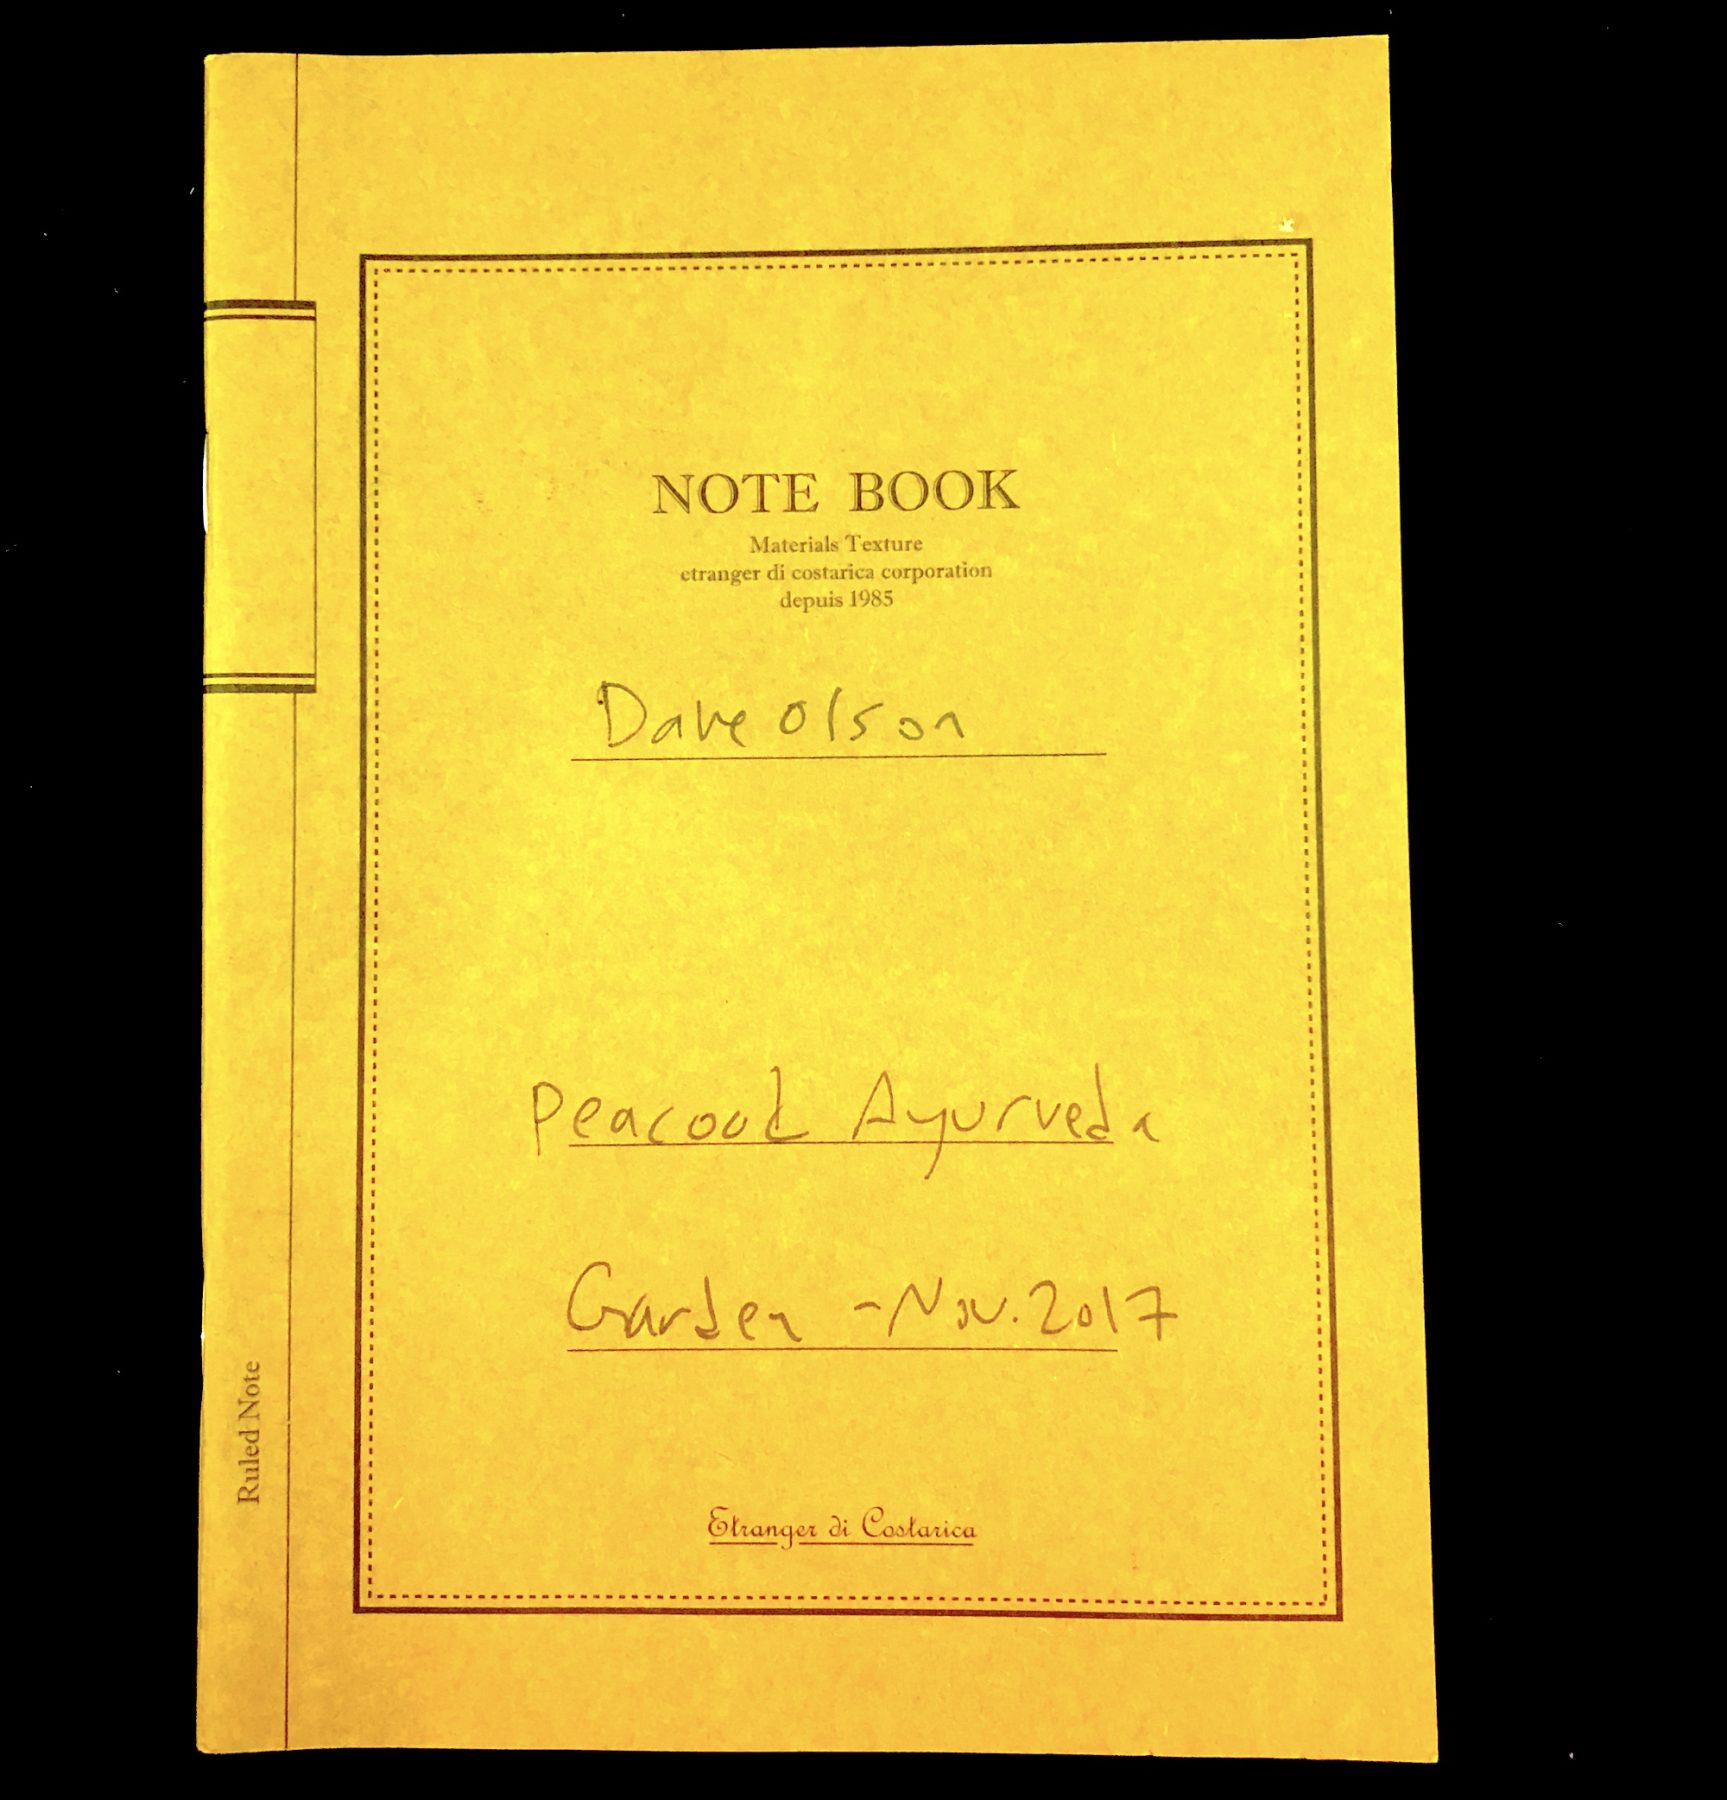 NOTE BOOK
Materials Texture
etranger di costarica corporation
depuis 1985
Dave Olson
Peacock Ayurveda
Garden - Nov. 2017
Ruled Note
Etranger di Costarica